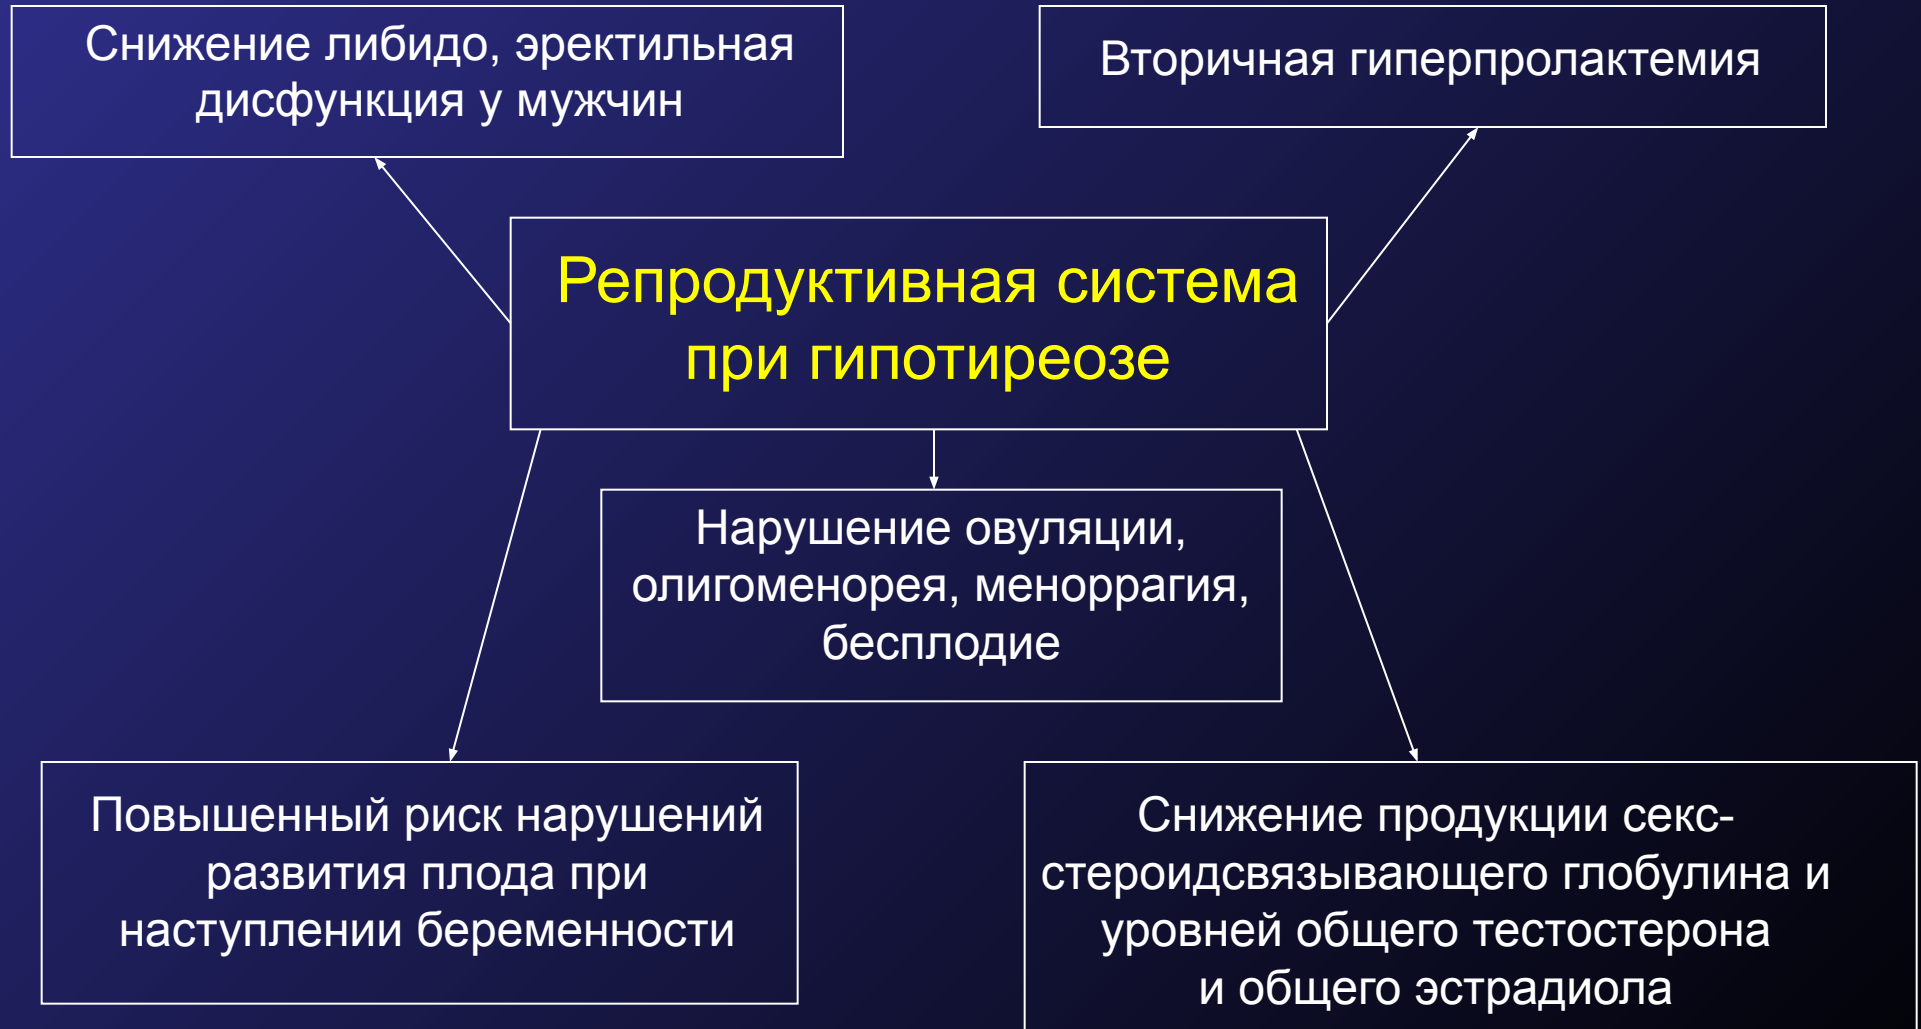 Снижение либидо, эректильная
дисфункция у мужчин
Вторичная гиперпролактемия
Репродуктивная система
при гипотиреозе
Нарушение овуляции,
олигоменорея, меноррагия,
бесплодие
Повышенный риск нарушений
развития плода при
наступлении беременности
Снижение продукции секс-
стероидсвязывающего глобулина и
уровней общего тестостерона
и общего эстрадиола